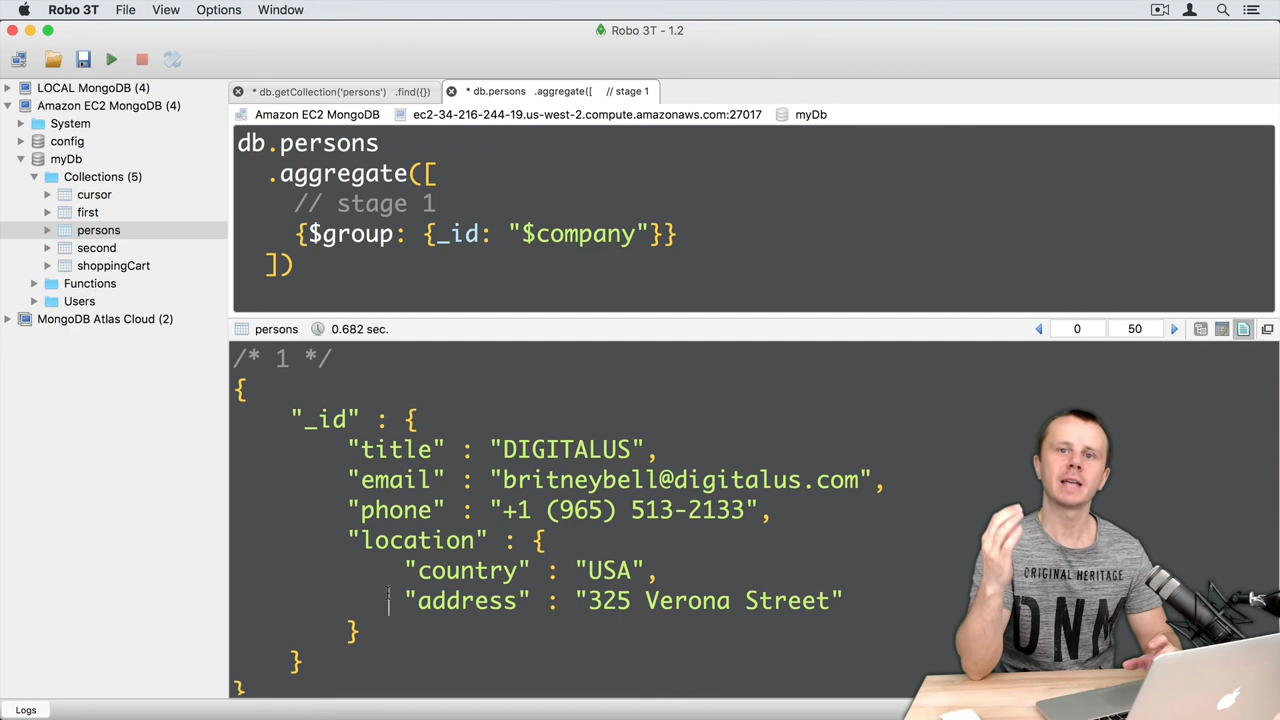 Robo 3T File View Options Window
Robo 3T - 1.2
LOCAL MongoDB (4)
Amazon EC2 MongoDB (4)
System
config
myDb
Collections (5)
cursor
first
persons
second
shoppingCart
Functions
Users
MongoDB Atlas Cloud (2)
* db.getCollection('persons') .find({}) * db.persons .aggregate([ // stage 1
Amazon EC2 MongoDB ec2-34-216-244-19.us-west-2.compute.amazonaws.com:27017 myDb
db.persons
.aggregate([
// stage 1
{$group: {_id: "$company"}}
])
persons 0.682 sec. 0 50
/* 1 */
{
"_id" : {
"title" : "DIGITALUS",
"email" : "britneybell@digitalus.com",
"phone" : "+1 (965) 513-2133",
"location" : {
"country" : "USA",
"address" : "325 Verona Street"
}
}
}
ORIGINAL HERITAGE
DNM
Logs